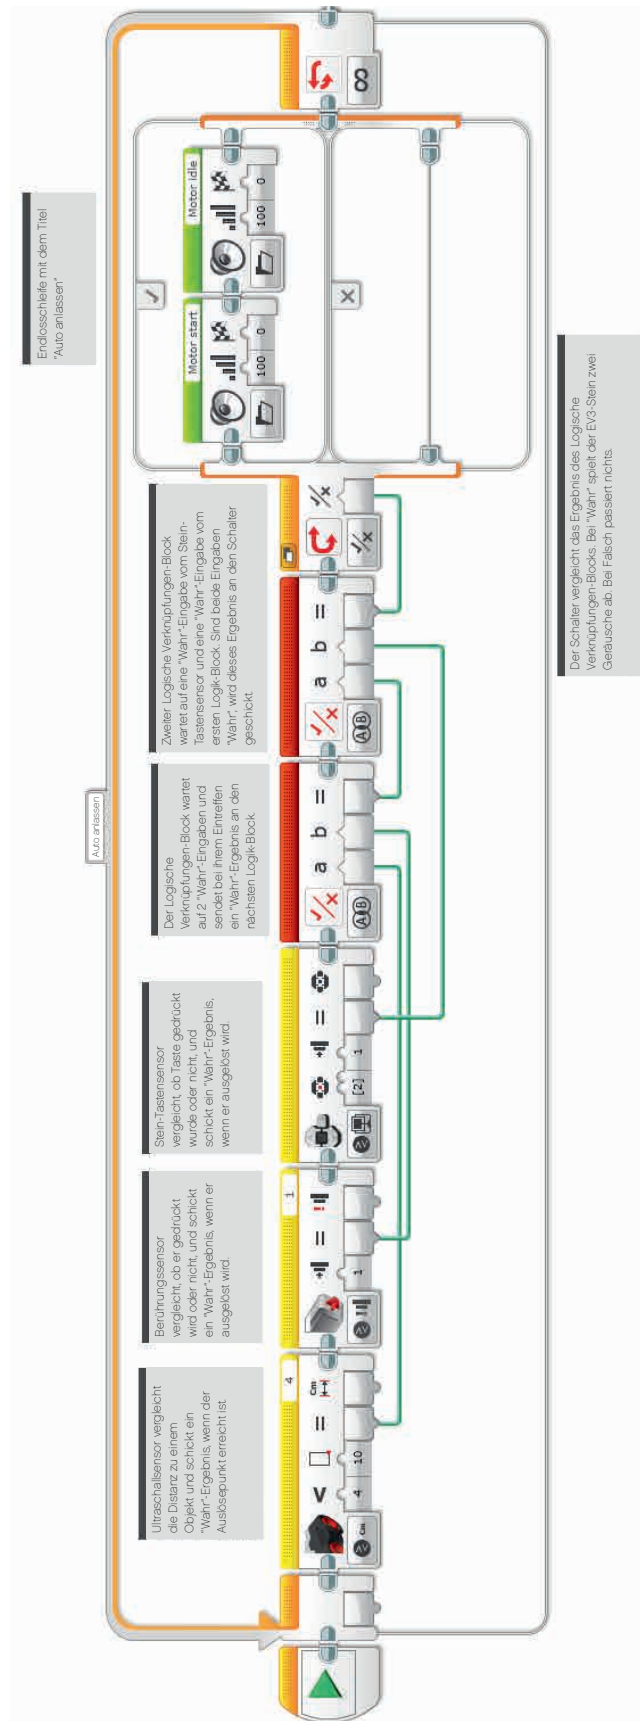 Endlosschleife mit dem Titel
"Auto anlassen"
Auto anlassen
Ultraschallsensor vergleicht
die Distanz zu einem
Objekt und schickt ein
"Wahr"-Ergebnis, wenn der
Auslösepunkt erreicht ist.
Berührungssensor
vergleicht, ob er gedrückt
wird oder nicht, und schickt
ein "Wahr"-Ergebnis, wenn er
ausgelöst wird.
Stein-Tastensensor
vergleicht, ob Taste gedrückt
wurde oder nicht, und
schickt ein "Wahr"-Ergebnis,
wenn er ausgelöst wird.
Der Logische
Verknüpfungen-Block wartet
auf 2 "Wahr"-Eingaben und
sendet bei ihrem Eintreffen
ein "Wahr"-Ergebnis an den
nächsten Logik-Block.
Zweiter Logische Verknüpfungen-Block
wartet auf eine "Wahr"-Eingabe vom Stein-
Tastensensor und eine "Wahr"-Eingabe vom
ersten Logik-Block. Sind beide Eingaben
"Wahr", wird dieses Ergebnis an den Schalter
geschickt.
4
< = cm
cm 4 10
1
=
1
=
[2] 1
a b =
A B
a b =
A B
Motor start
100 0
Motor idle
100 0
∞
Der Schalter vergleicht das Ergebnis des Logische
Verknüpfungen-Blocks. Bei "Wahr" spielt der EV3-Stein zwei
Geräusche ab. Bei Falsch passiert nichts.